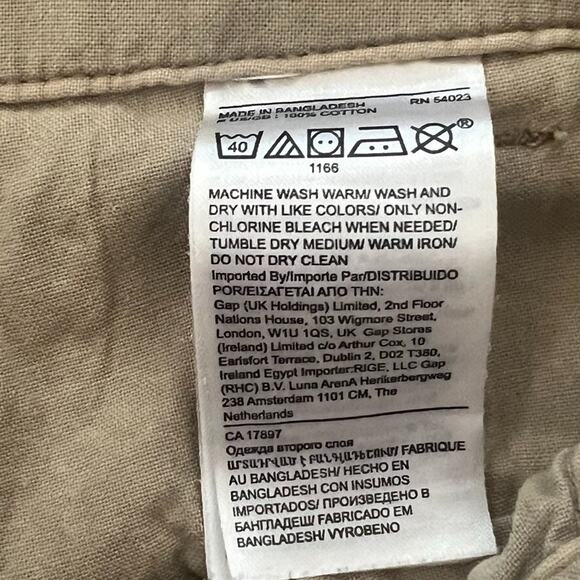 MADE IN BANGLADESH RN 54023
100% COTTON
40 ®
1166
MACHINE WASH WARM/ WASH AND
DRY WITH LIKE COLORS/ ONLY NON-
CHLORINE BLEACH WHEN NEEDED/
TUMBLE DRY MEDIUM/ WARM IRON/
DO NOT DRY CLEAN
Imported By/Importe Par/DISTRIBUIDO
POR/ΕΙΣΑΓΕΤΑΙ ΑΠΟ ΤΗΝ:
Gap (UK Holdings) Limited, 2nd Floor
Nations House, 103 Wigmore Street,
London, W1U 1QS, UK Gap Stores
(Ireland) Limited c/o Arthur Cox, 10
Earlsfort Terrace, Dublin 2, D02 T380,
Ireland Egypt Importer:RIGE, LLC Gap
(RHC) B.V. Luna ArenA Herikerbergweg
238 Amsterdam 1101 CM, The
Netherlands
CA 17897
Одежда второго слоя
FABRIQUE
AU BANGLADESH/ HECHO EN
BANGLADESH CON INSUMOS
IMPORTADOS/ ПРОИЗВЕДЕНО В
БАНГЛАДЕШ/ FABRICADO EM
BANGLADESH/ VYROBENO